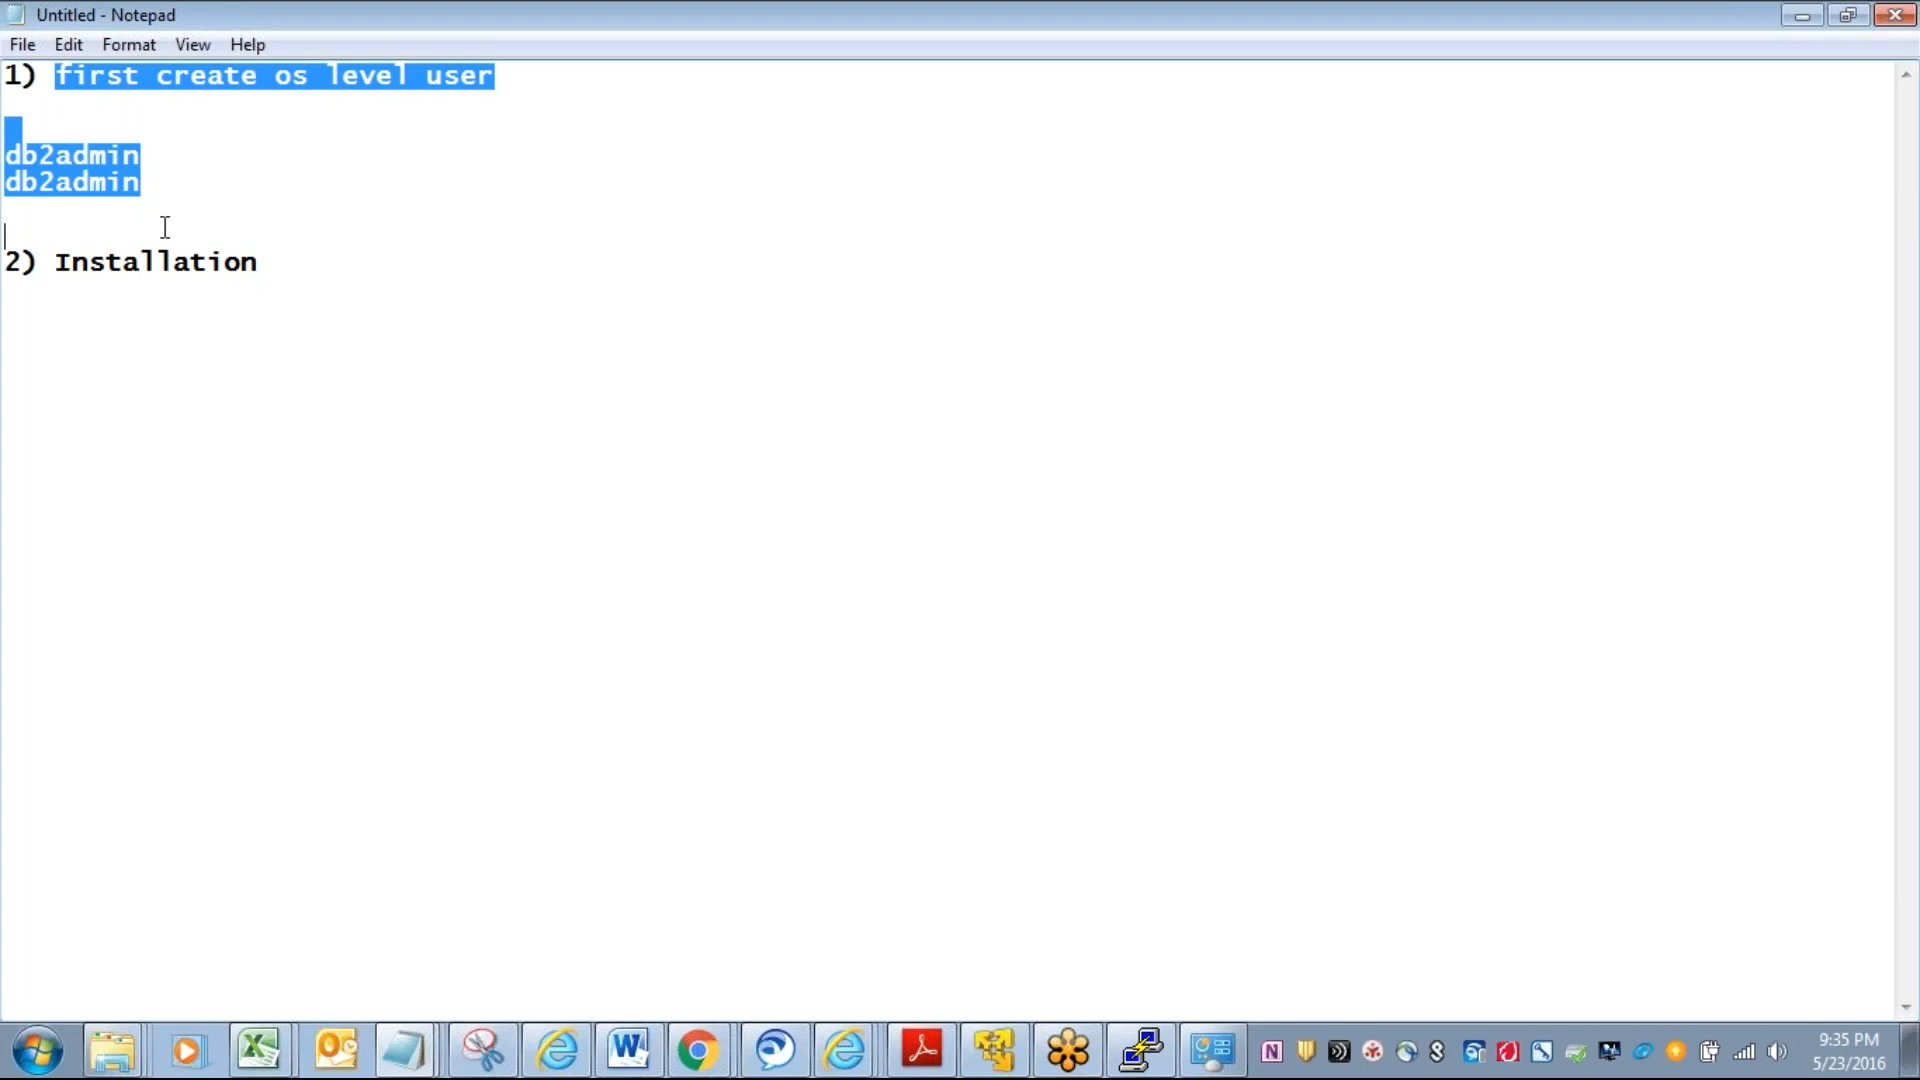 Untitled - Notepad
File Edit Format View Help
1) first create os level user
db2admin
db2admin
2) Installation
9:35 PM
5/23/2016